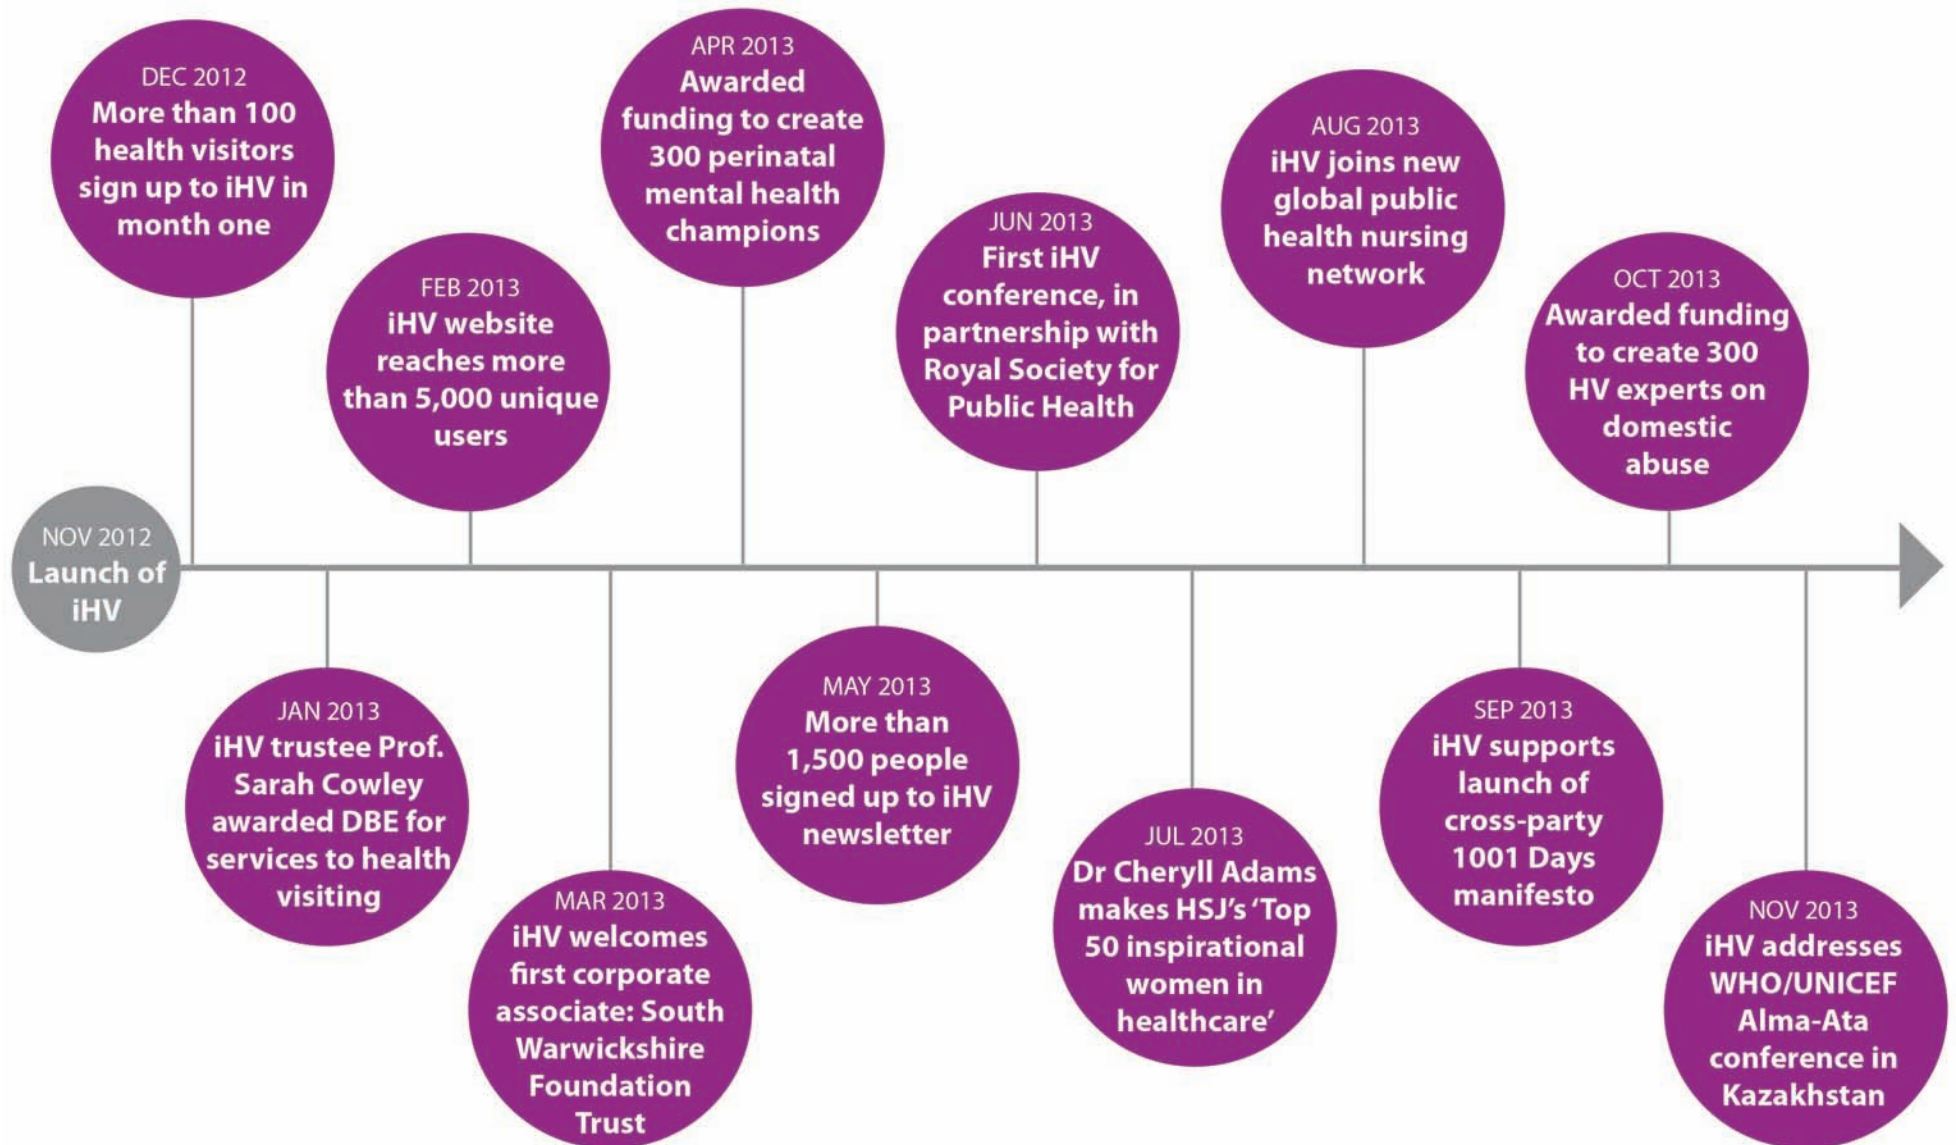 NOV 2012
Launch of
iHV
DEC 2012
More than 100
health visitors
sign up to iHV in
month one
JAN 2013
iHV trustee Prof.
Sarah Cowley
awarded DBE for
services to health
visiting
FEB 2013
iHV website
reaches more
than 5,000 unique
users
MAR 2013
iHV welcomes
first corporate
associate: South
Warwickshire
Foundation
Trust
APR 2013
Awarded
funding to create
300 perinatal
mental health
champions
MAY 2013
More than
1,500 people
signed up to iHV
newsletter
JUN 2013
First iHV
conference, in
partnership with
Royal Society for
Public Health
JUL 2013
Dr Cheryll Adams
makes HSJ’s ‘Top
50 inspirational
women in
healthcare’
AUG 2013
iHV joins new
global public
health nursing
network
SEP 2013
iHV supports
launch of
cross-party
1001 Days
manifesto
OCT 2013
Awarded funding
to create 300
HV experts on
domestic
abuse
NOV 2013
iHV addresses
WHO/UNICEF
Alma-Ata
conference in
Kazakhstan